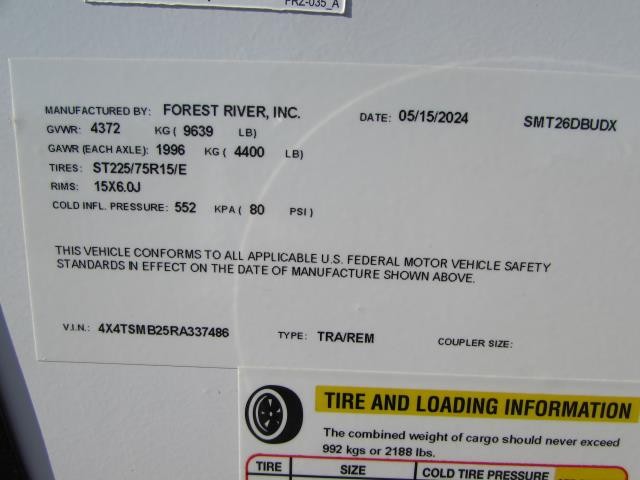 PR2-035_A
MANUFACTURED BY: FOREST RIVER, INC. DATE: 05/15/2024 SMT26DBUDX
GVWR: 4372 KG ( 9639 LB)
GAWR (EACH AXLE): 1996 KG ( 4400 LB)
TIRES: ST225/75R15/E
RIMS: 15X6.0J
COLD INFL. PRESSURE: 552 KPA ( 80 PSI )
THIS VEHICLE CONFORMS TO ALL APPLICABLE U.S. FEDERAL MOTOR VEHICLE SAFETY
STANDARDS IN EFFECT ON THE DATE OF MANUFACTURE SHOWN ABOVE.
V.I.N.: 4X4TSMB25RA337486 TYPE: TRA/REM COUPLER SIZE:
TIRE AND LOADING INFORMATION
The combined weight of cargo should never exceed
992 kgs or 2188 lbs.
TIRE SIZE COLD TIRE PRESSURE